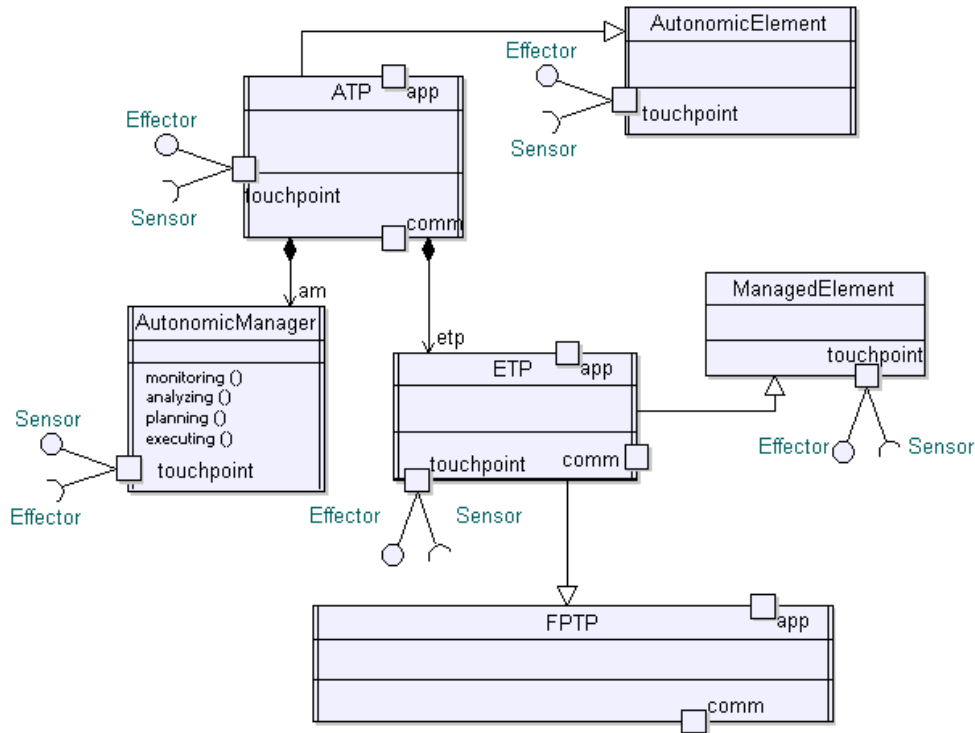 AutonomicElement
Effector
touchpoint
Sensor
ATP
app
Effector
touchpoint
Sensor
comm
am
AutonomicManager
monitoring ()
analyzing ()
planning ()
executing ()
Sensor
touchpoint
Effector
etp
ETP
app
comm
touchpoint
Effector
Sensor
ManagedElement
touchpoint
Effector
Sensor
FPTP
app
comm